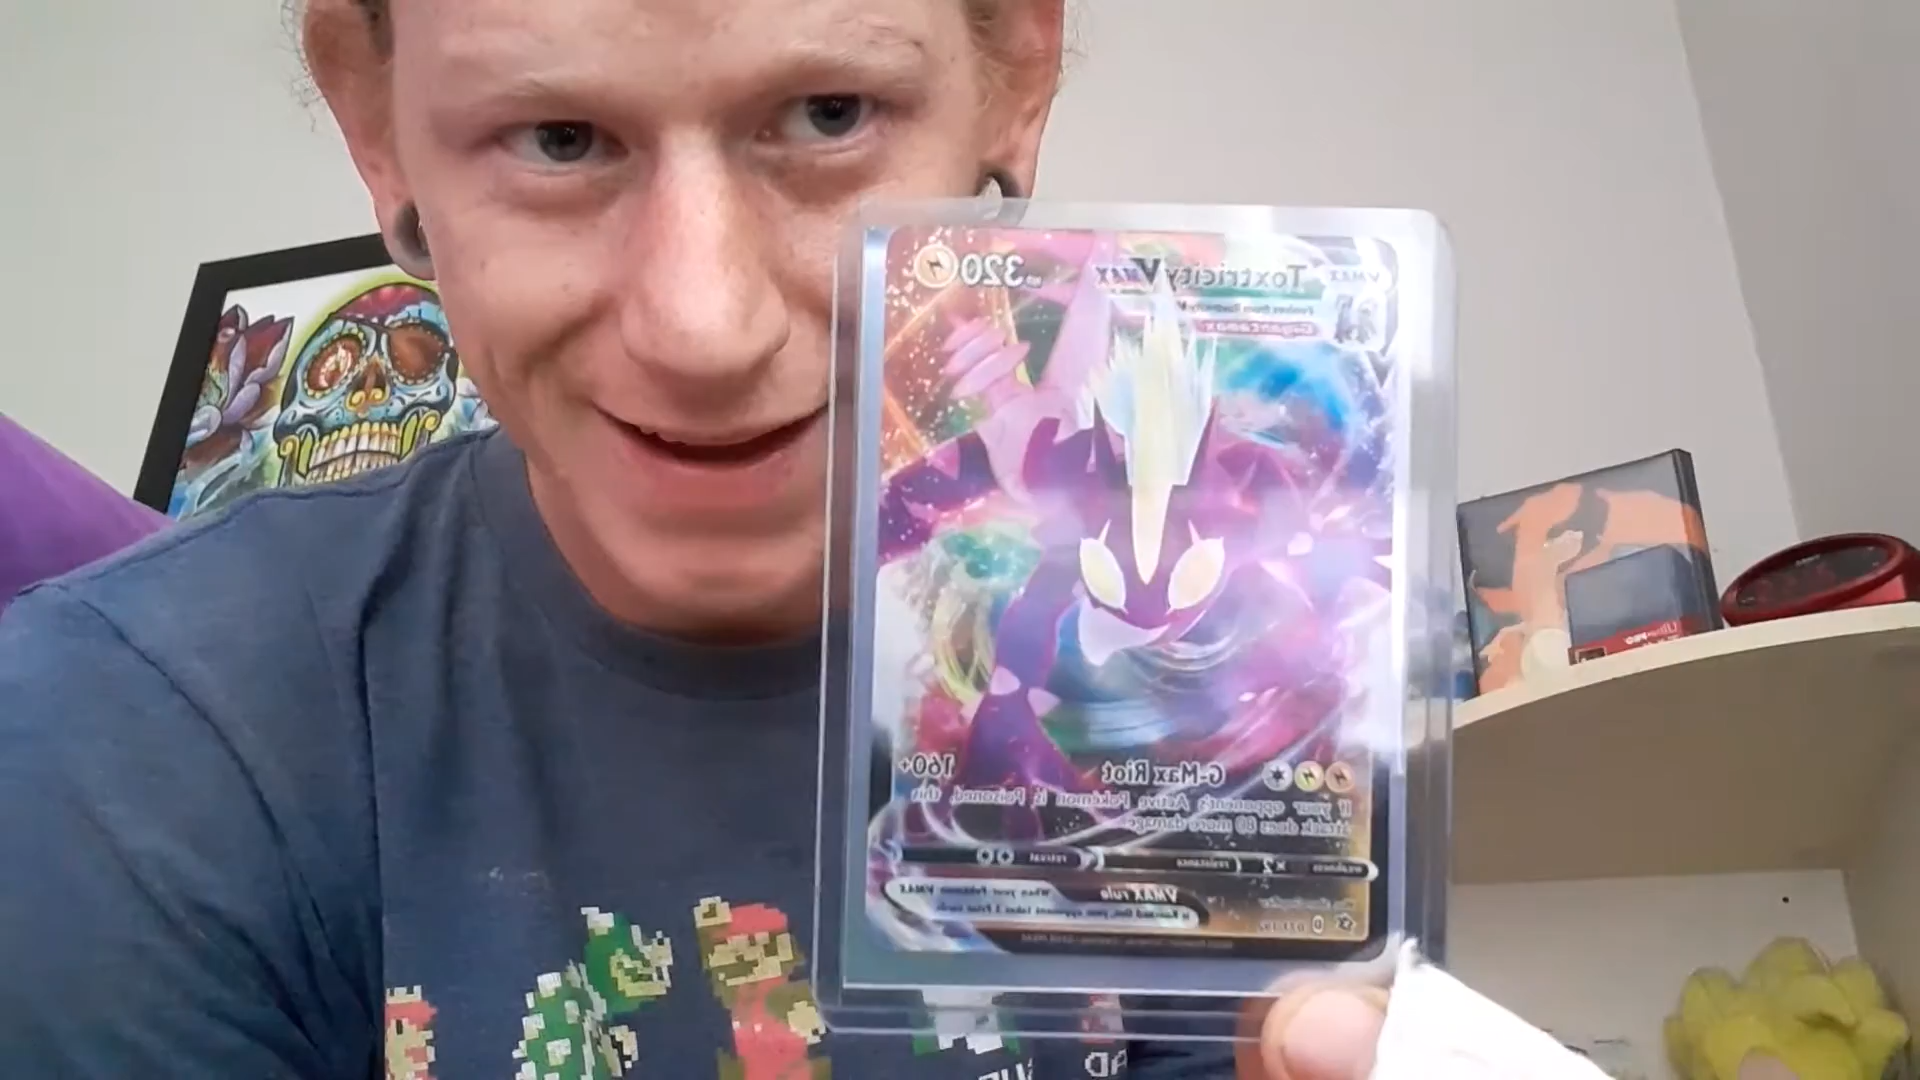 VMAX Toxtricity VMAX HP 320
Gigantamax
G-Max Riot 160+
If your opponent's Active Pokémon is Poisoned, this
attack does 80 more damage.
weakness ×2 resistance retreat
VMAX rule When your Pokémon VMAX
is Knocked Out, your opponent takes 3 Prize cards.